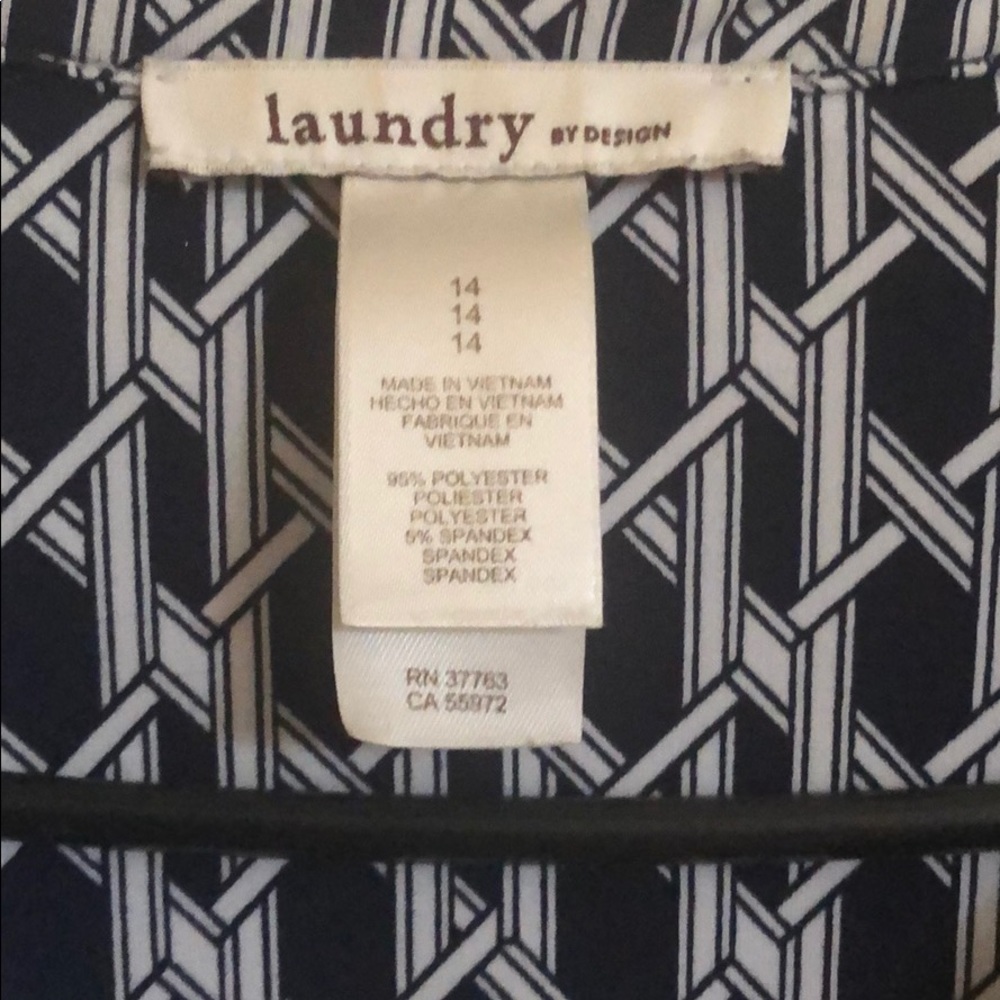 laundry BY DESIGN
14
14
14
MADE IN VIETNAM
HECHO EN VIETNAM
FABRIQUE EN
VIETNAM
95% POLYESTER
POLIESTER
POLYESTER
5% SPANDEX
SPANDEX
SPANDEX
RN 37763
CA 55972